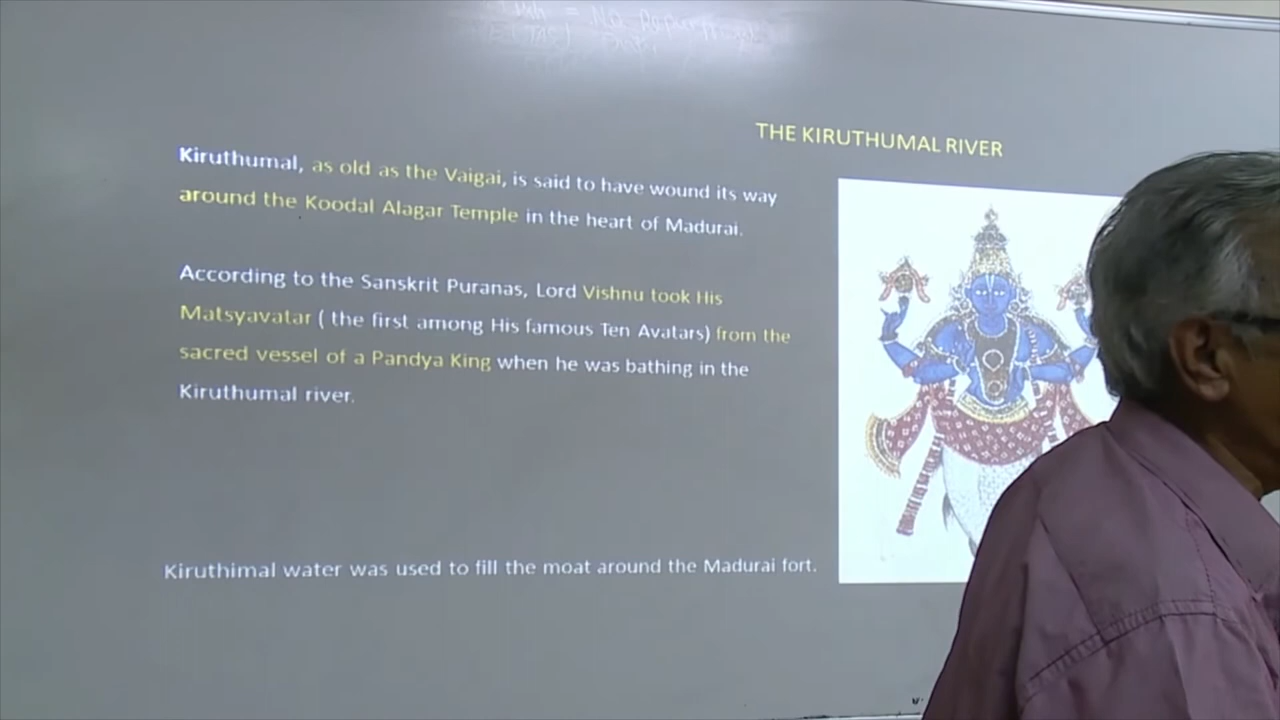 = No
THE KIRUTHUMAL RIVER
Kiruthumal, as old as the Vaigai, is said to have wound its way
around the Koodal Alagar Temple in the heart of Madurai.
According to the Sanskrit Puranas, Lord Vishnu took His
Matsyavatar ( the first among His famous Ten Avatars) from the
sacred vessel of a Pandya King when he was bathing in the
Kiruthumal river.
Kiruthimal water was used to fill the moat around the Madurai fort.